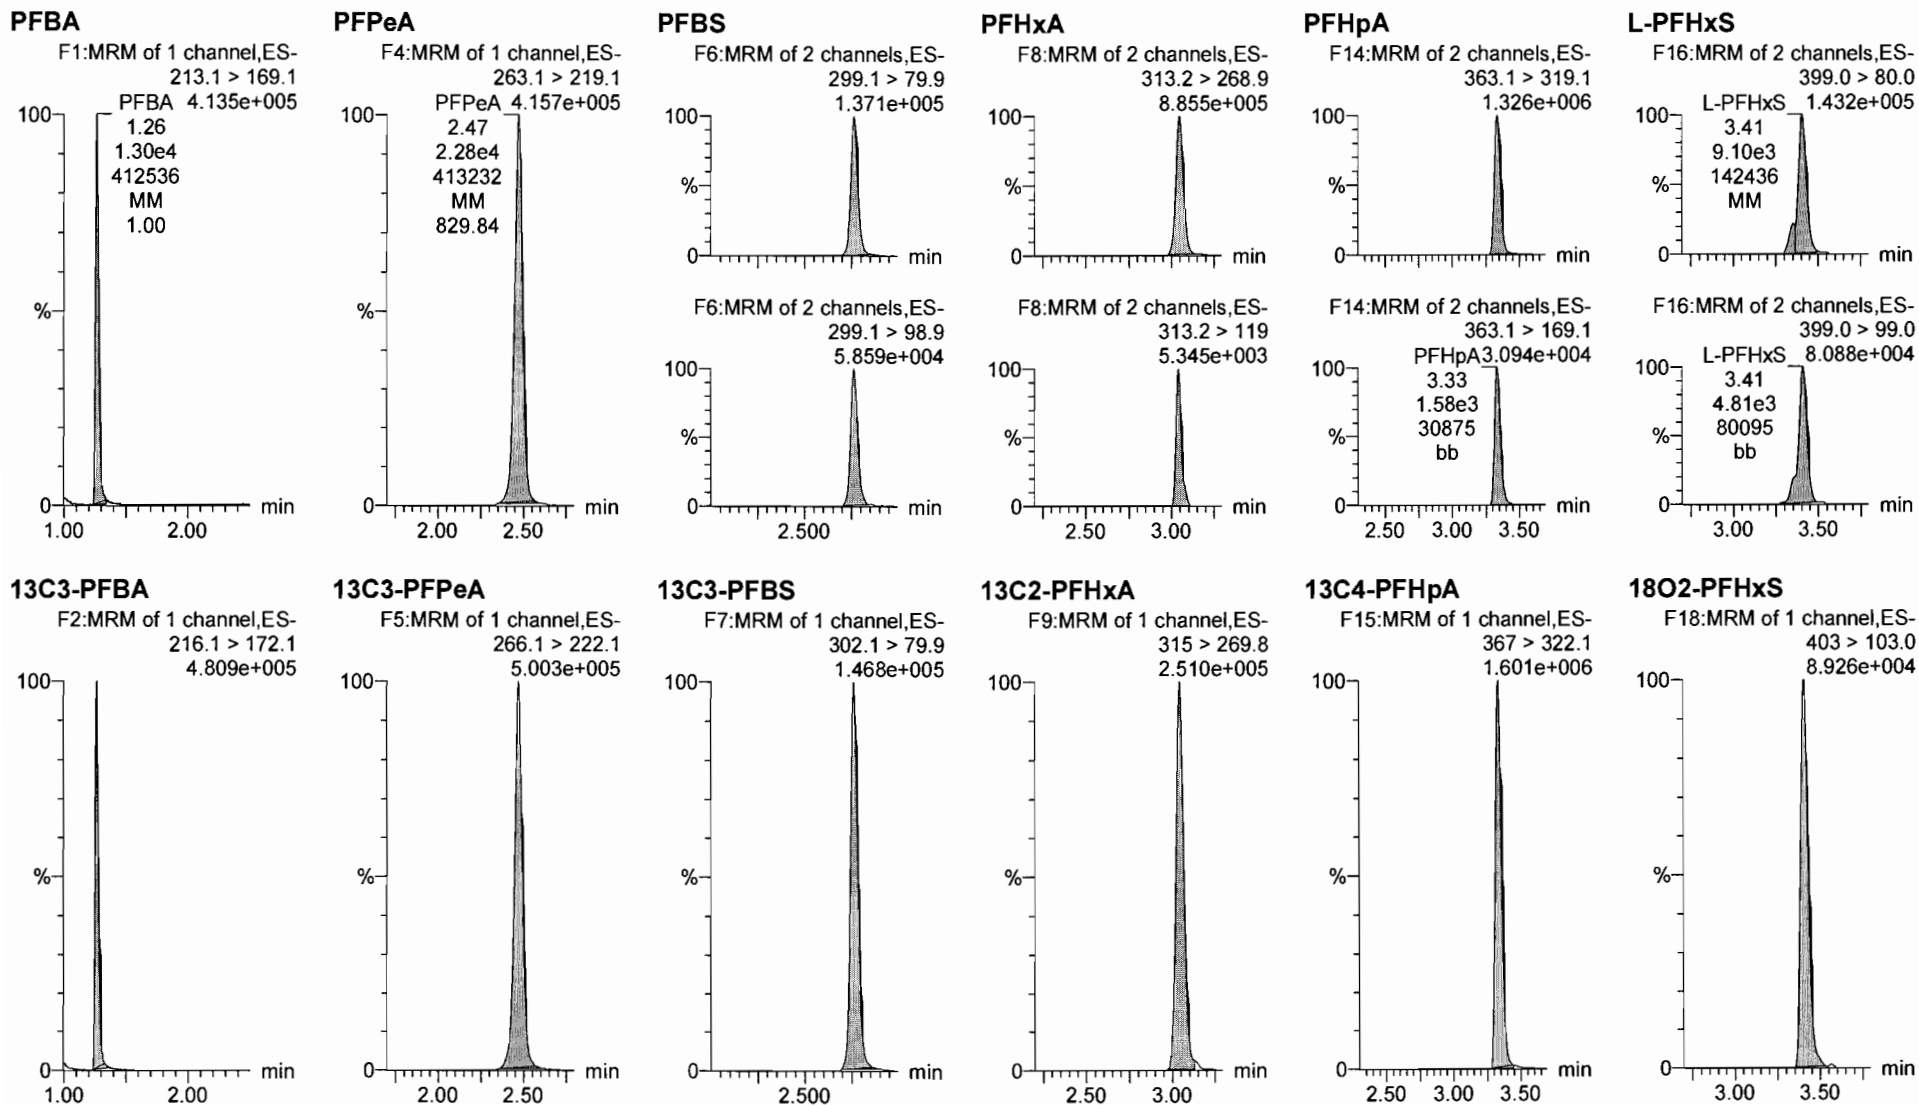 PFBA
F1:MRM of 1 channel,ES-
213.1 > 169.1
PFBA 4.135e+005
100
1.26
1.30e4
412536
MM
1.00
%
0
min
1.00 2.00
PFPeA
F4:MRM of 1 channel,ES-
263.1 > 219.1
PFPeA 4.157e+005
100
2.47
2.28e4
413232
MM
829.84
%
0
min
2.00 2.50
PFBS
F6:MRM of 2 channels,ES-
299.1 > 79.9
1.371e+005
100
%
0
min
F6:MRM of 2 channels,ES-
299.1 > 98.9
5.859e+004
100
%
0
min
2.500
PFHxA
F8:MRM of 2 channels,ES-
313.2 > 268.9
8.855e+005
100
%
0
min
F8:MRM of 2 channels,ES-
313.2 > 119
5.345e+003
100
%
0
min
2.50 3.00
PFHpA
F14:MRM of 2 channels,ES-
363.1 > 319.1
1.326e+006
100
%
0
min
F14:MRM of 2 channels,ES-
363.1 > 169.1
PFHpA 3.094e+004
100
3.33
1.58e3
30875
bb
%
0
min
2.50 3.00 3.50
L-PFHxS
F16:MRM of 2 channels,ES-
399.0 > 80.0
L-PFHxS 1.432e+005
100
3.41
9.10e3
142436
MM
%
0
min
F16:MRM of 2 channels,ES-
399.0 > 99.0
L-PFHxS 8.088e+004
100
3.41
4.81e3
80095
bb
%
0
min
3.00 3.50
13C3-PFBA
F2:MRM of 1 channel,ES-
216.1 > 172.1
4.809e+005
100
%
0
min
1.00 2.00
13C3-PFPeA
F5:MRM of 1 channel,ES-
266.1 > 222.1
5.003e+005
100
%
0
min
2.00 2.50
13C3-PFBS
F7:MRM of 1 channel,ES-
302.1 > 79.9
1.468e+005
100
%
0
min
2.500
13C2-PFHxA
F9:MRM of 1 channel,ES-
315 > 269.8
2.510e+005
100
%
0
min
2.50 3.00
13C4-PFHpA
F15:MRM of 1 channel,ES-
367 > 322.1
1.601e+006
100
%
0
min
2.50 3.00 3.50
18O2-PFHxS
F18:MRM of 1 channel,ES-
403 > 103.0
8.926e+004
100
%
0
min
3.00 3.50